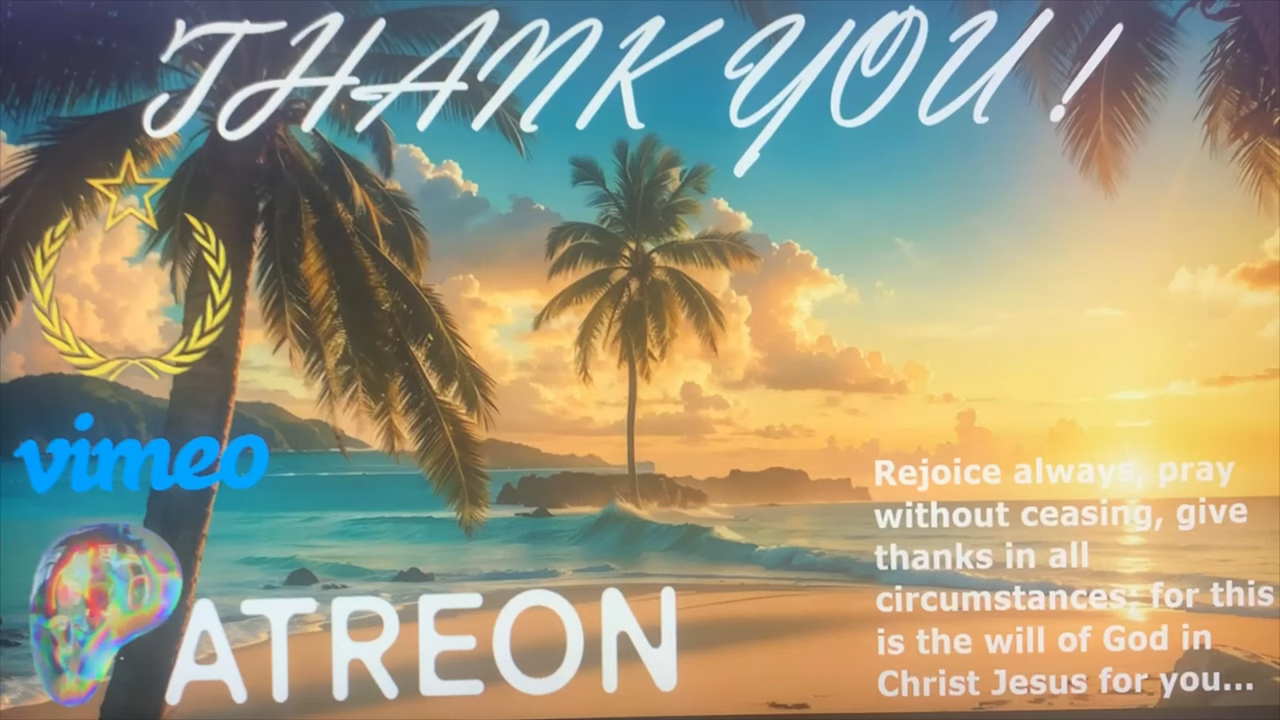 THANK YOU!
vimeo
PATREON
Rejoice always, pray
without ceasing, give
thanks in all
circumstances; for this
is the will of God in
Christ Jesus for you...